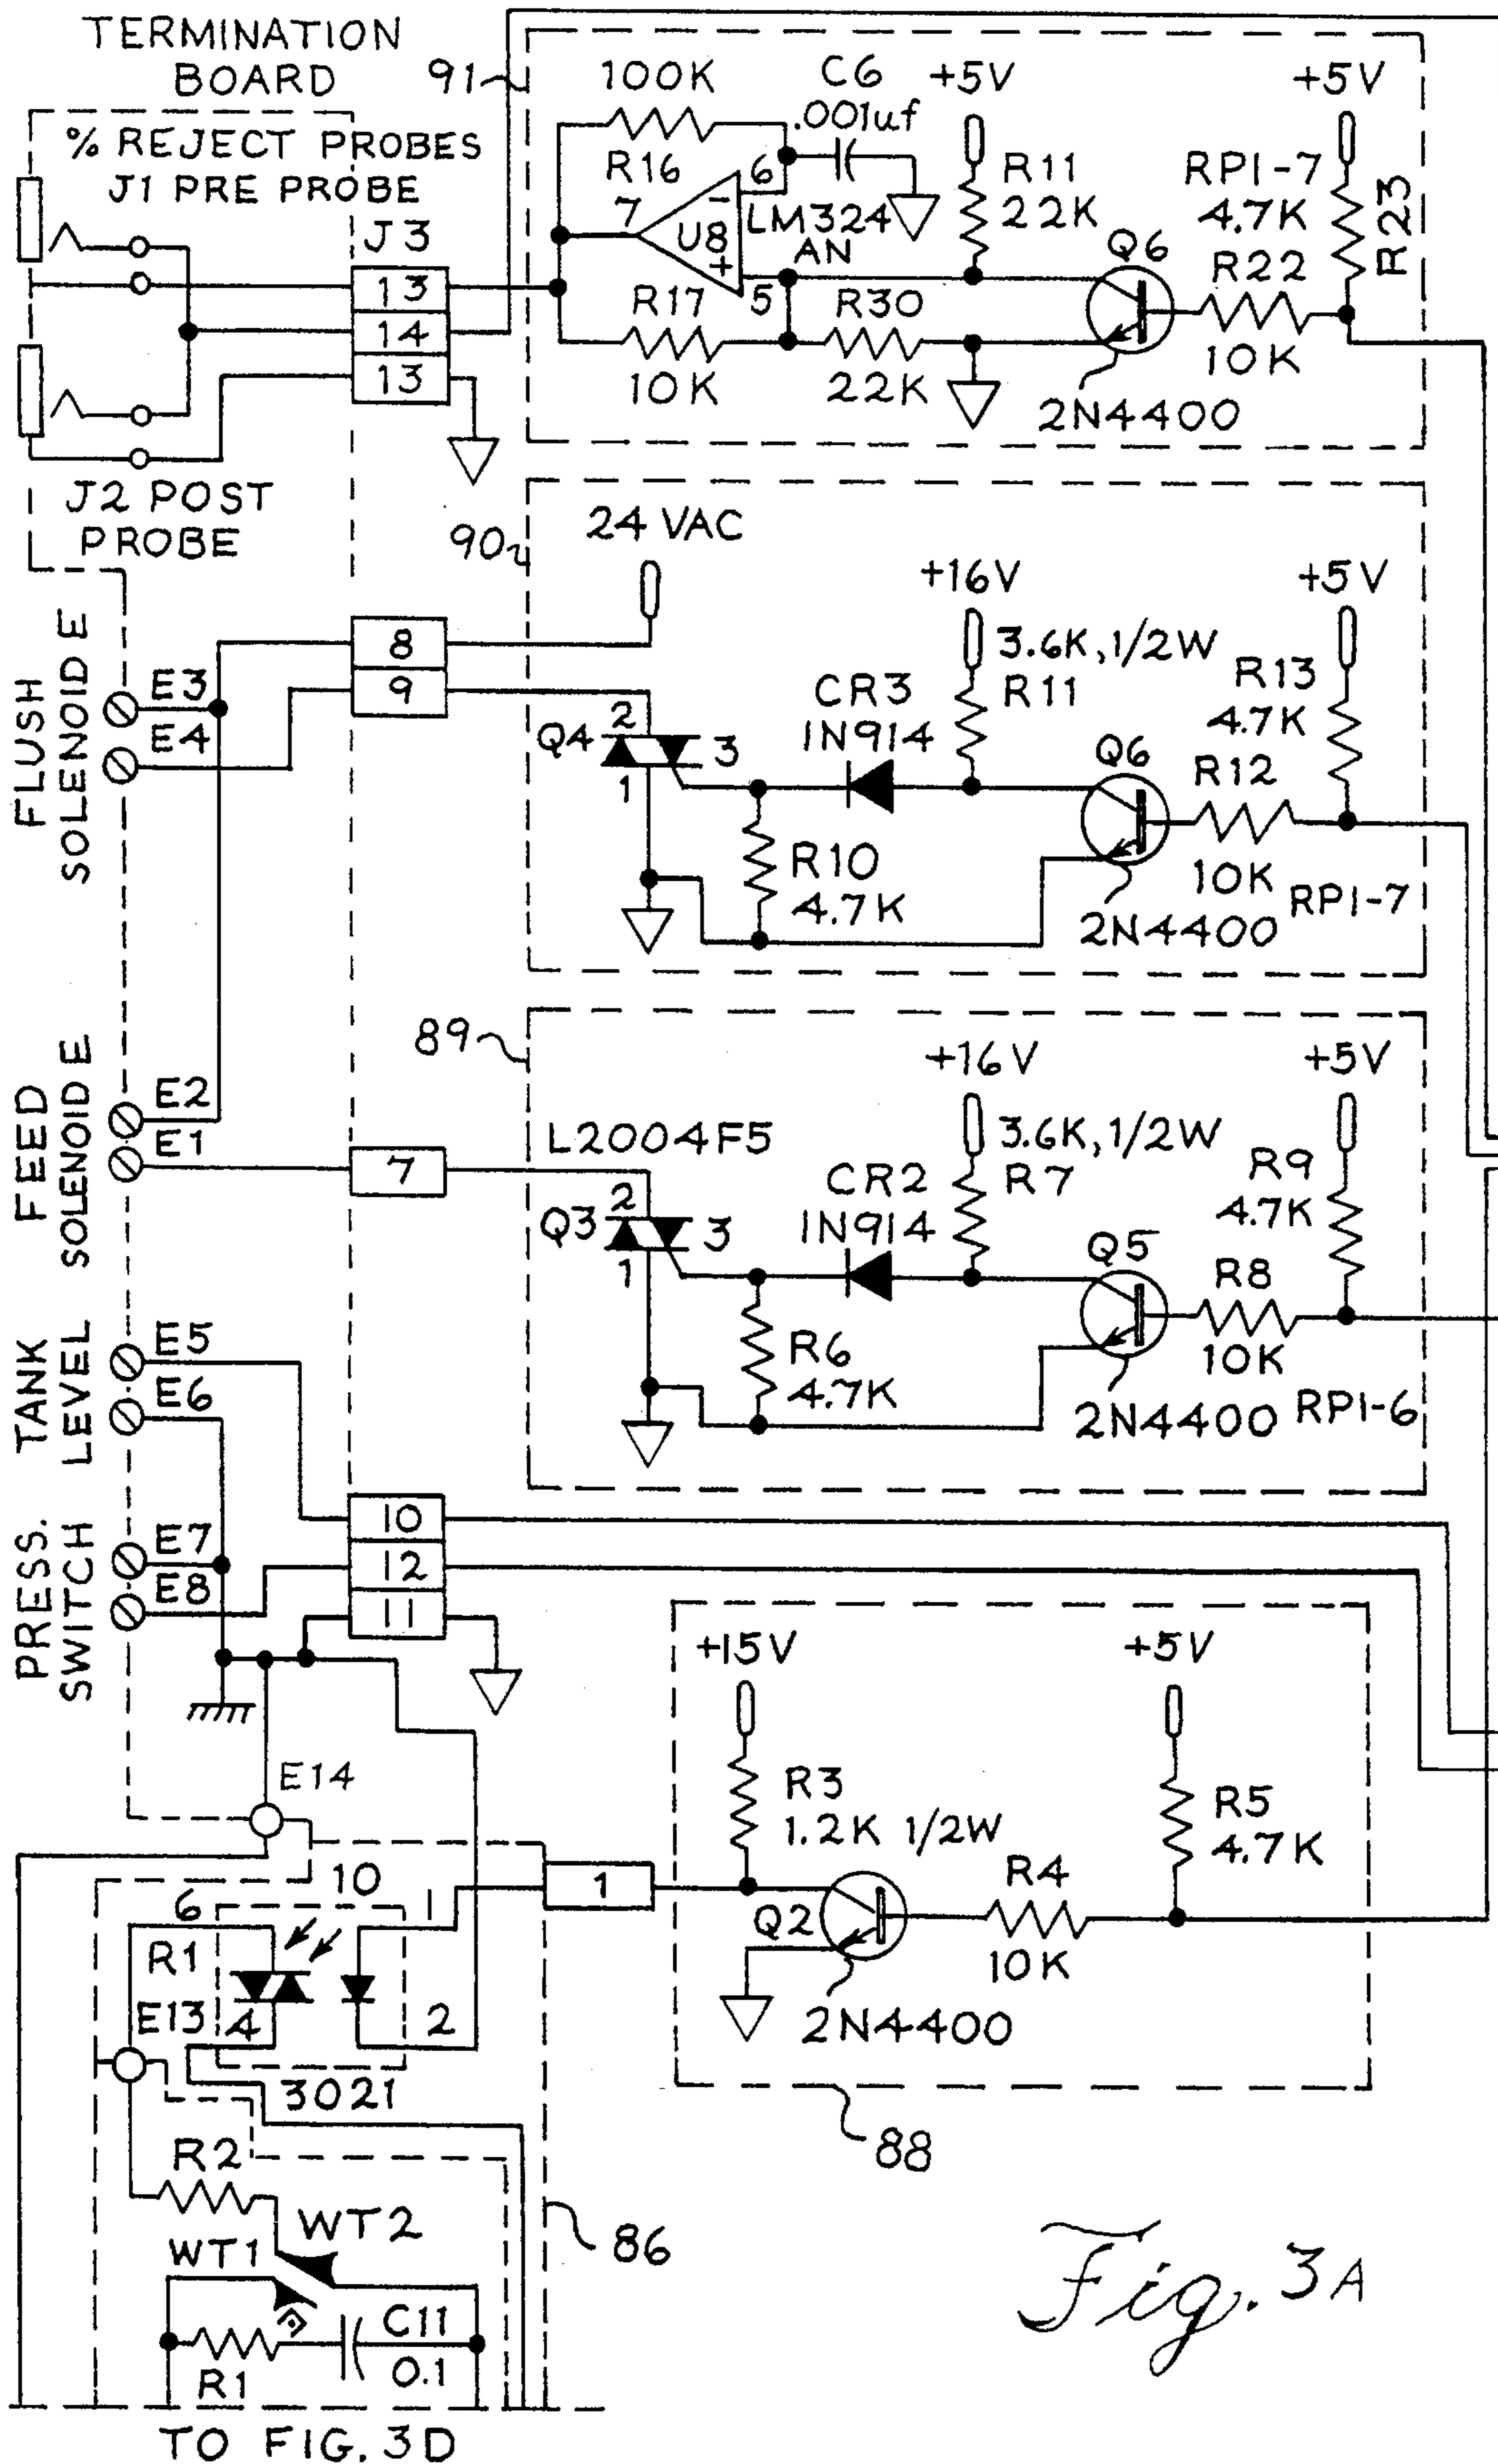 TERMINATION
BOARD
% REJECT PROBES
J1 PRE PROBE
J3
13
14
13
J2 POST
PROBE
91
100K
C6
.001uf
+5V
+5V
R16
6
7
U8
-
+
LM324
AN
5
R11
22K
RP1-7
4.7K
R23
Q6
R22
10K
R17
10K
R30
22K
2N4400
90
24 VAC
+16V
+5V
FLUSH
SOLENOID E
E3
E4
8
9
3.6K, 1/2W
R11
CR3
1N914
R13
4.7K
Q4
2
3
1
Q6
R12
10K
RP1-7
R10
4.7K
2N4400
89
+16V
+5V
FEED
SOLENOID E
E2
E1
7
L2004F5
3.6K, 1/2W
R7
CR2
1N914
R9
4.7K
Q3
2
3
1
Q5
R8
10K
RP1-6
R6
4.7K
2N4400
TANK
LEVEL
E5
E6
PRESS.
SWITCH
E7
E8
10
12
11
+15V
+5V
E14
R3
1.2K 1/2W
R5
4.7K
1
Q2
R4
10K
2N4400
88
10
6
1
R1
E13
4
2
3021
R2
WT2
WT1
86
C11
0.1
R1
TO FIG. 3D
Fig. 3A